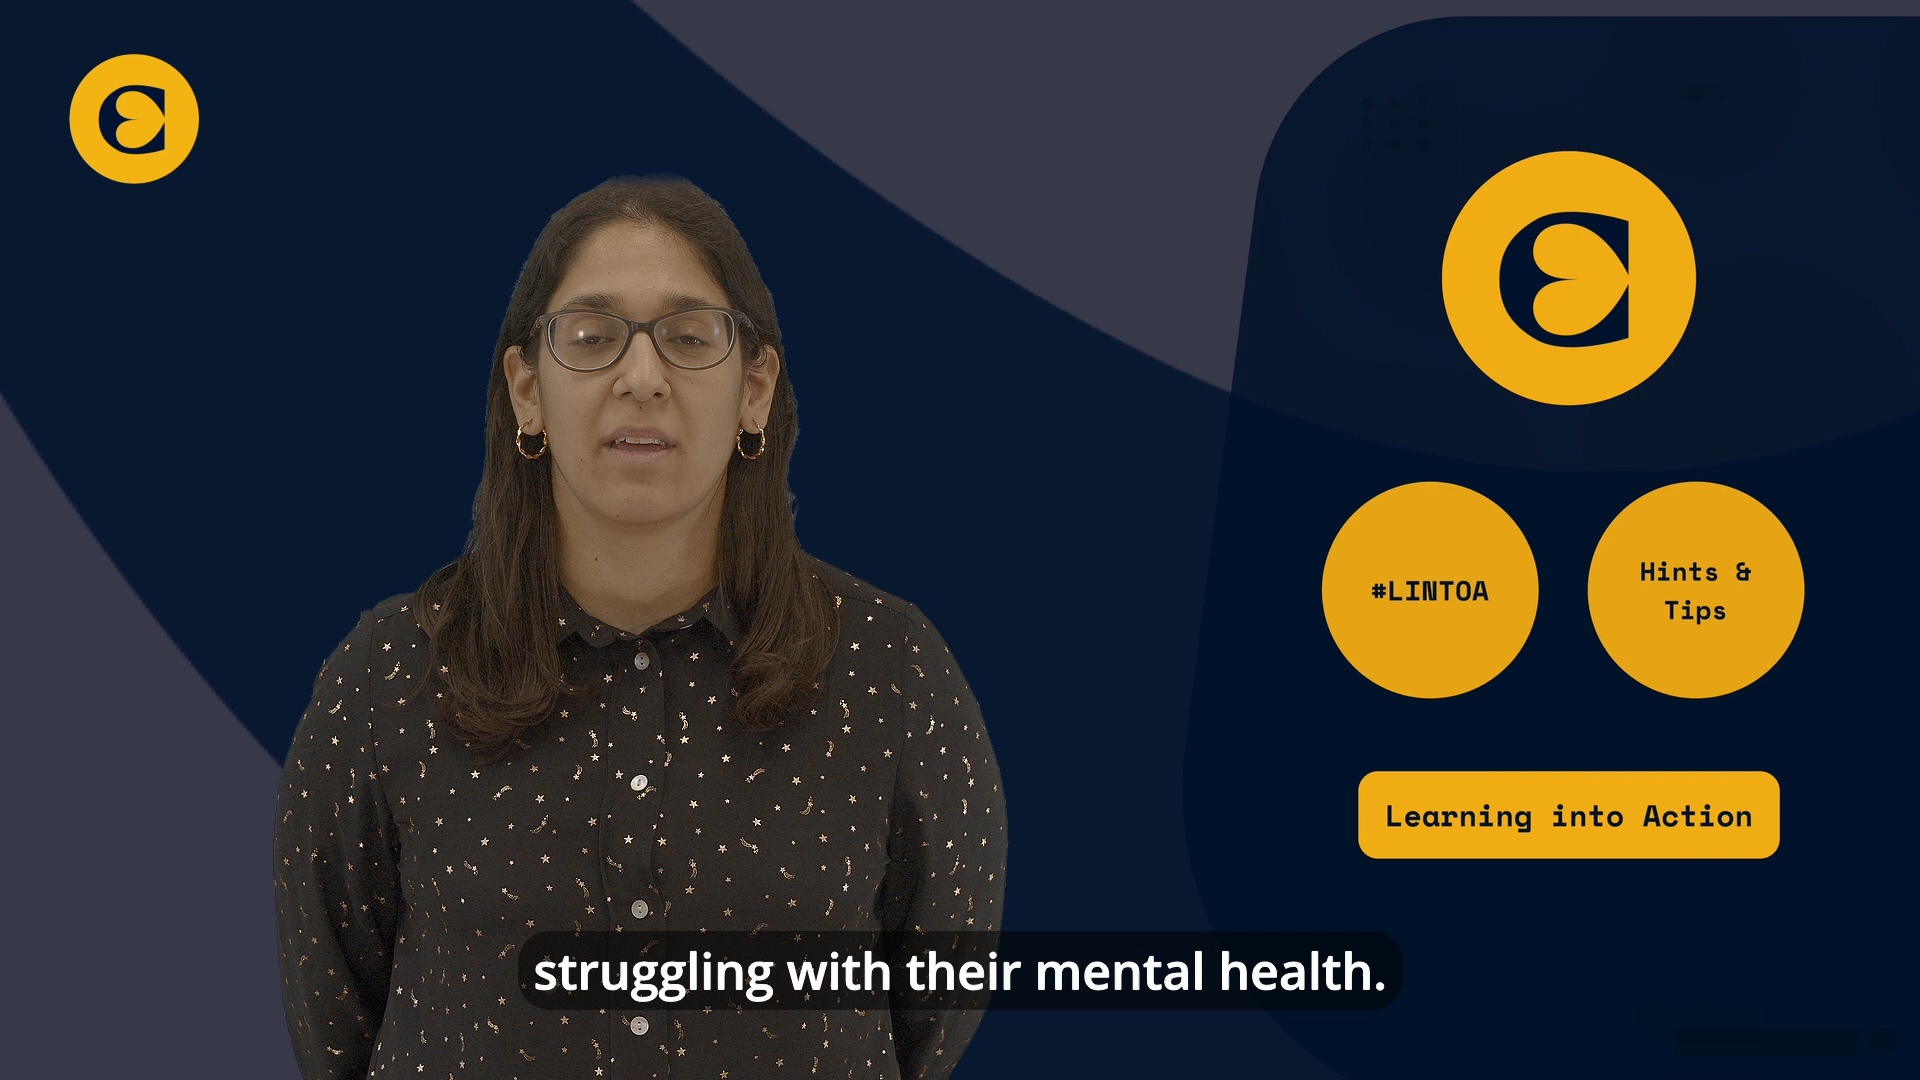 #LINTOA
Hints &
Tips
Learning into Action
struggling with their mental health.